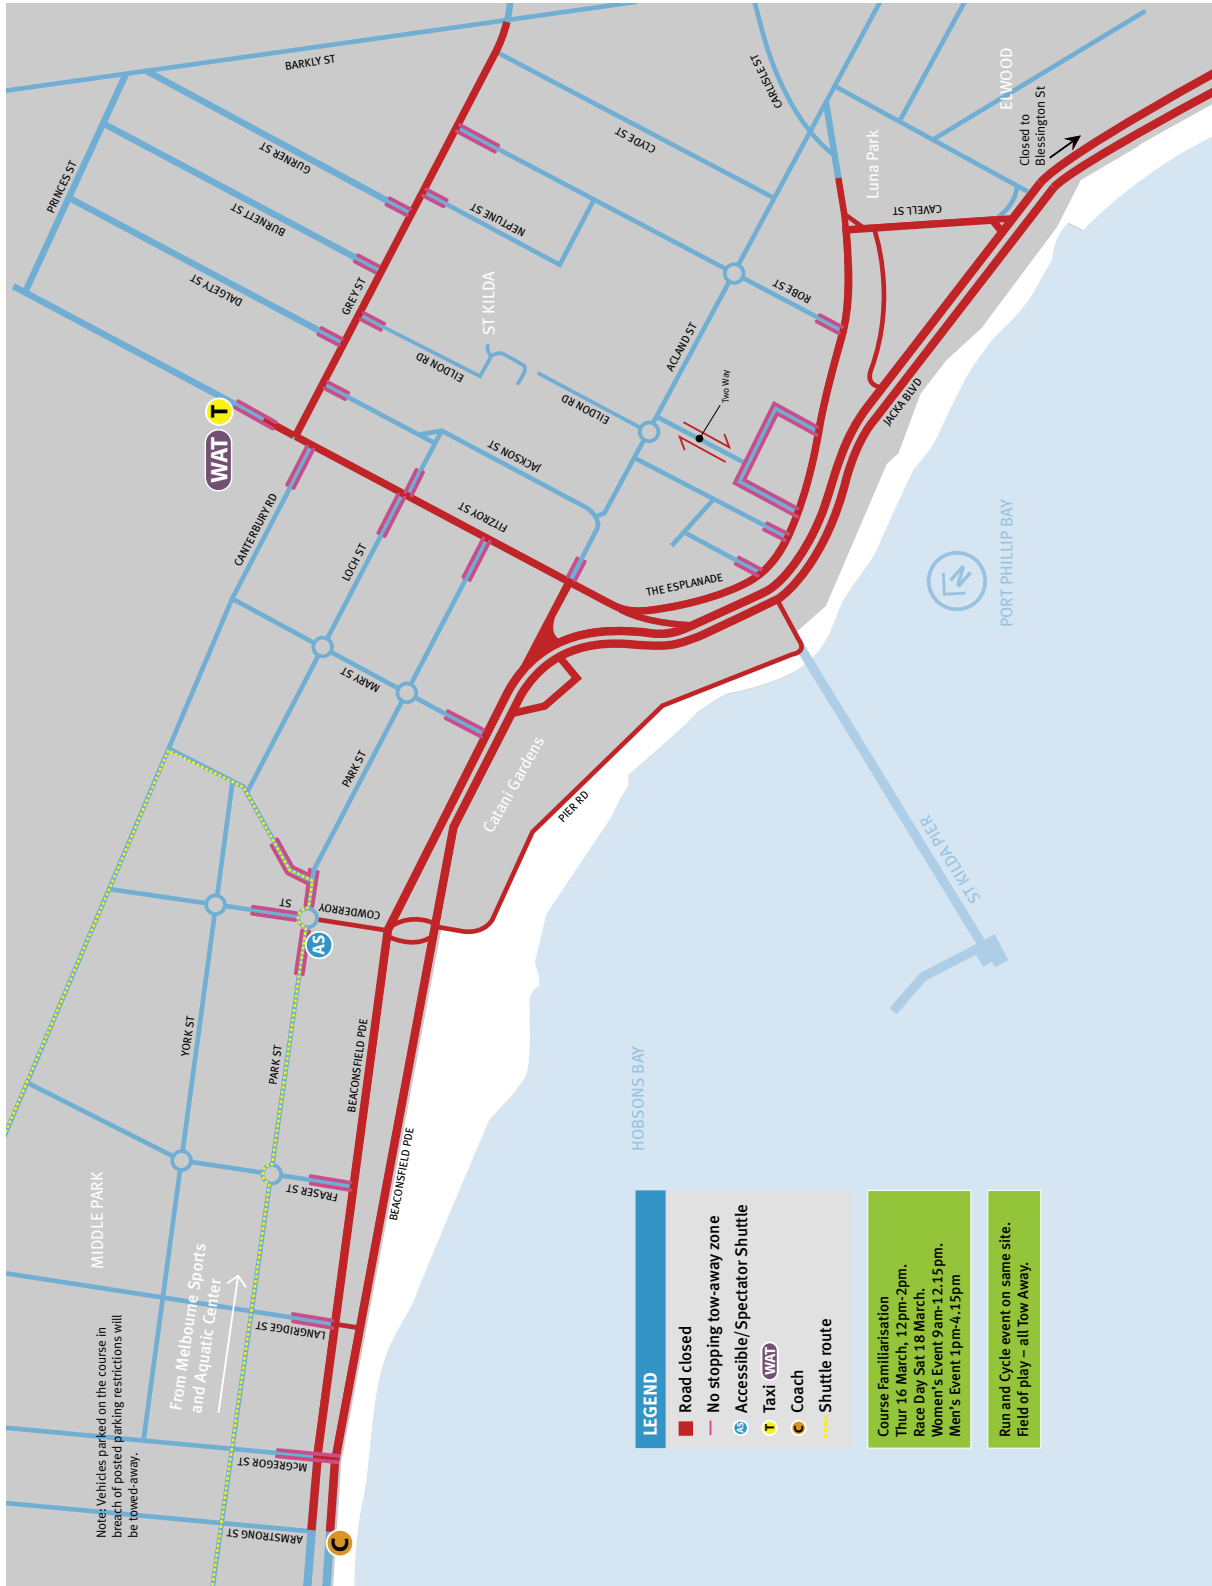 BARKLY ST
PRINCES ST
GURNER ST
BURNETT ST
DALGETY ST
GREY ST
NEPTUNE ST
CLYDE ST
CARLISLE ST
ELWOOD
Closed to
Blessington St
Luna Park
CAVELL ST
ROBE ST
ST KILDA
EILDON RD
EILDON RD
ACLAND ST
Two Way
JACKA BLVD
WAT
T
CANTERBURY RD
JACKSON ST
FITZROY ST
LOCH ST
THE ESPLANADE
MARY ST
PARK ST
Catani Gardens
PIER RD
N
PORT PHILLIP BAY
ST KILDA PIER
COWDERROY
ST
AS
YORK ST
PARK ST
BEACONSFIELD PDE
BEACONSFIELD PDE
HOBSONS BAY
FRASER ST
MIDDLE PARK
From Melbourne Sports
and Aquatic Center
LANGRIDGE ST
McGREGOR ST
ARMSTRONG ST
C
Note: Vehicles parked on the course in
breach of posted parking restrictions will
be towed-away.
LEGEND
Road closed
No stopping tow-away zone
AS Accessible/Spectator Shuttle
T Taxi WAT
C Coach
Shuttle route
Course Familiarisation
Thur 16 March, 12pm-2pm.
Race Day Sat 18 March.
Women's Event 9am-12.15pm.
Men's Event 1pm-4.15pm
Run and Cycle event on same site.
Field of play – all Tow Away.